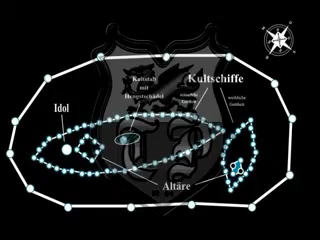 Kultstab
mit
Hengstschädel
Kultschiffe
männliche
Gottheit
weibliche
Gottheit
Idol
Altäre